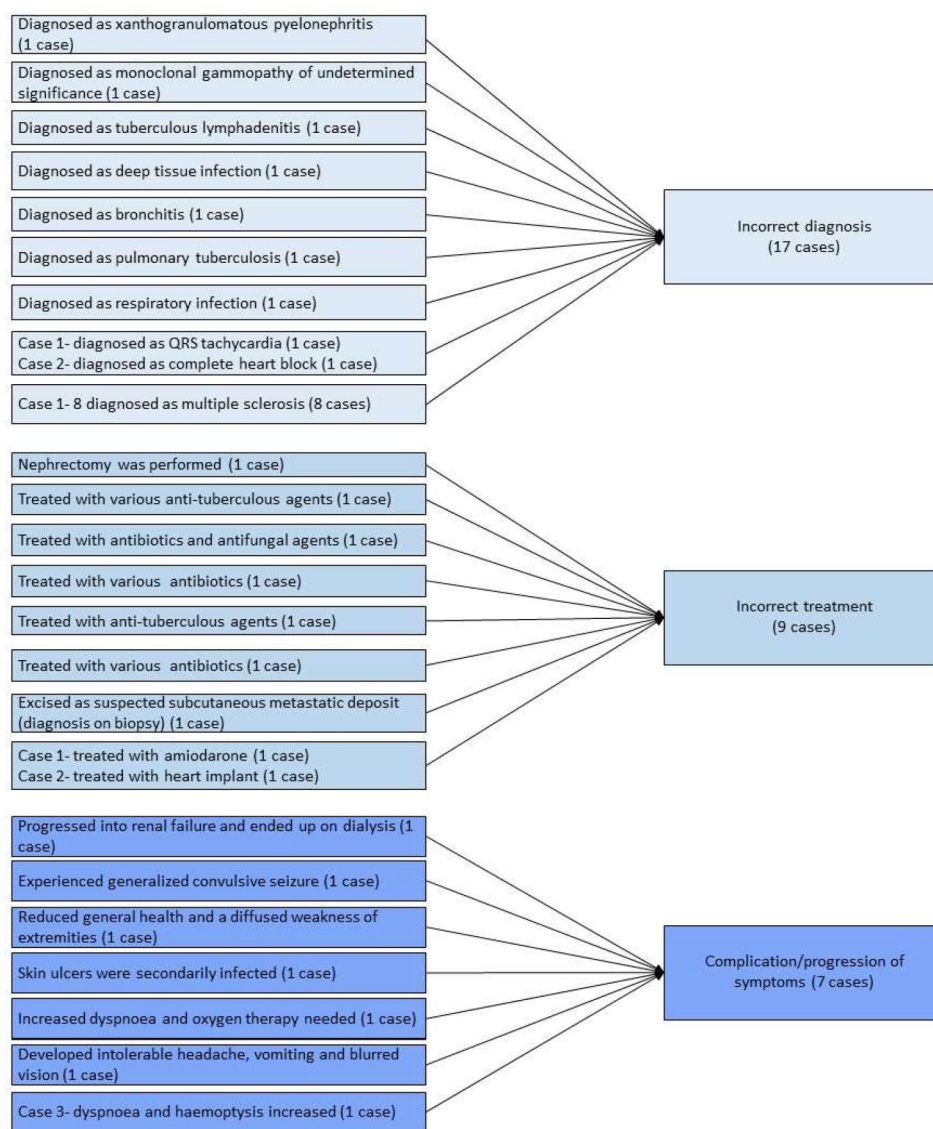 Diagnosed as xanthogranulomatous pyelonephritis
(1 case)
Diagnosed as monoclonal gammopathy of undetermined
significance (1 case)
Diagnosed as tuberculous lymphadenitis (1 case)
Diagnosed as deep tissue infection (1 case)
Diagnosed as bronchitis (1 case)
Diagnosed as pulmonary tuberculosis (1 case)
Diagnosed as respiratory infection (1 case)
Case 1- diagnosed as QRS tachycardia (1 case)
Case 2- diagnosed as complete heart block (1 case)
Case 1- 8 diagnosed as multiple sclerosis (8 cases)
Incorrect diagnosis
(17 cases)
Nephrectomy was performed (1 case)
Treated with various anti-tuberculous agents (1 case)
Treated with antibiotics and antifungal agents (1 case)
Treated with various antibiotics (1 case)
Treated with anti-tuberculous agents (1 case)
Treated with various antibiotics (1 case)
Excised as suspected subcutaneous metastatic deposit
(diagnosis on biopsy) (1 case)
Case 1- treated with amiodarone (1 case)
Case 2- treated with heart implant (1 case)
Incorrect treatment
(9 cases)
Progressed into renal failure and ended up on dialysis (1
case)
Experienced generalized convulsive seizure (1 case)
Reduced general health and a diffused weakness of
extremities (1 case)
Skin ulcers were secondarily infected (1 case)
Increased dyspnoea and oxygen therapy needed (1 case)
Developed intolerable headache, vomiting and blurred
vision (1 case)
Case 3- dyspnoea and haemoptysis increased (1 case)
Complication/progression of
symptoms (7 cases)